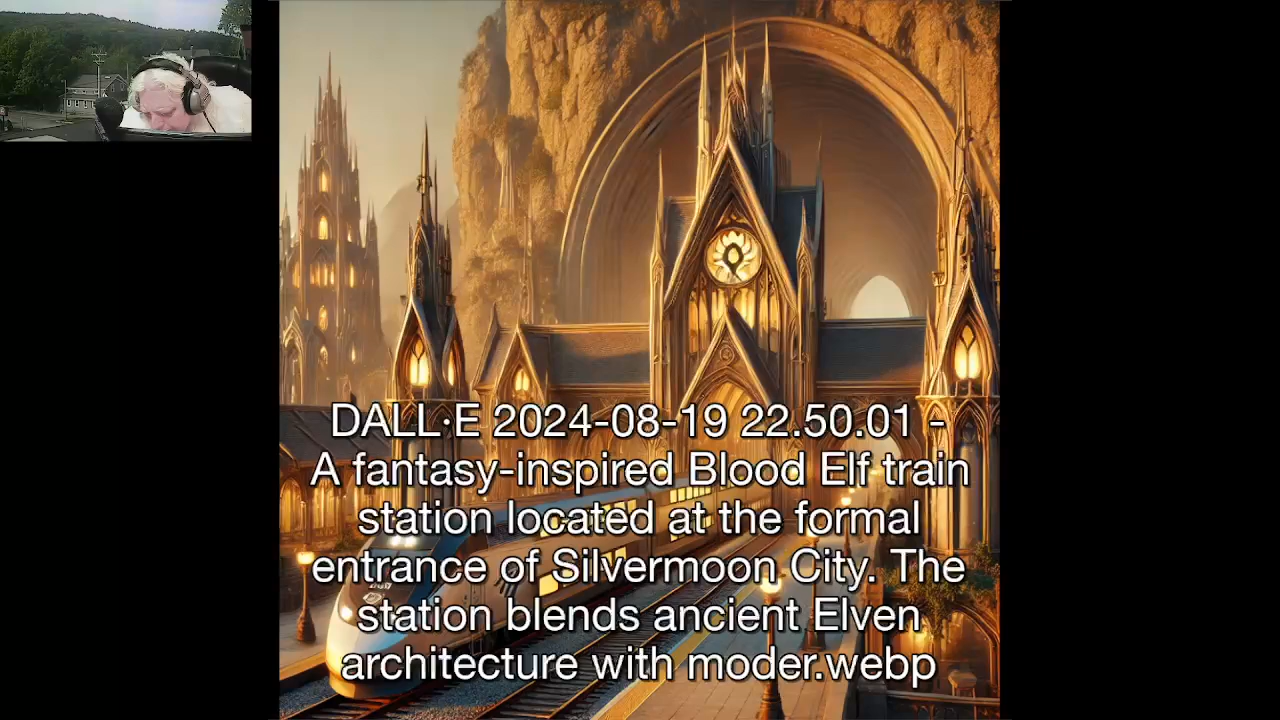 DALL·E 2024-08-19 22.50.01 -
A fantasy-inspired Blood Elf train
station located at the formal
entrance of Silvermoon City. The
station blends ancient Elven
architecture with moder.webp